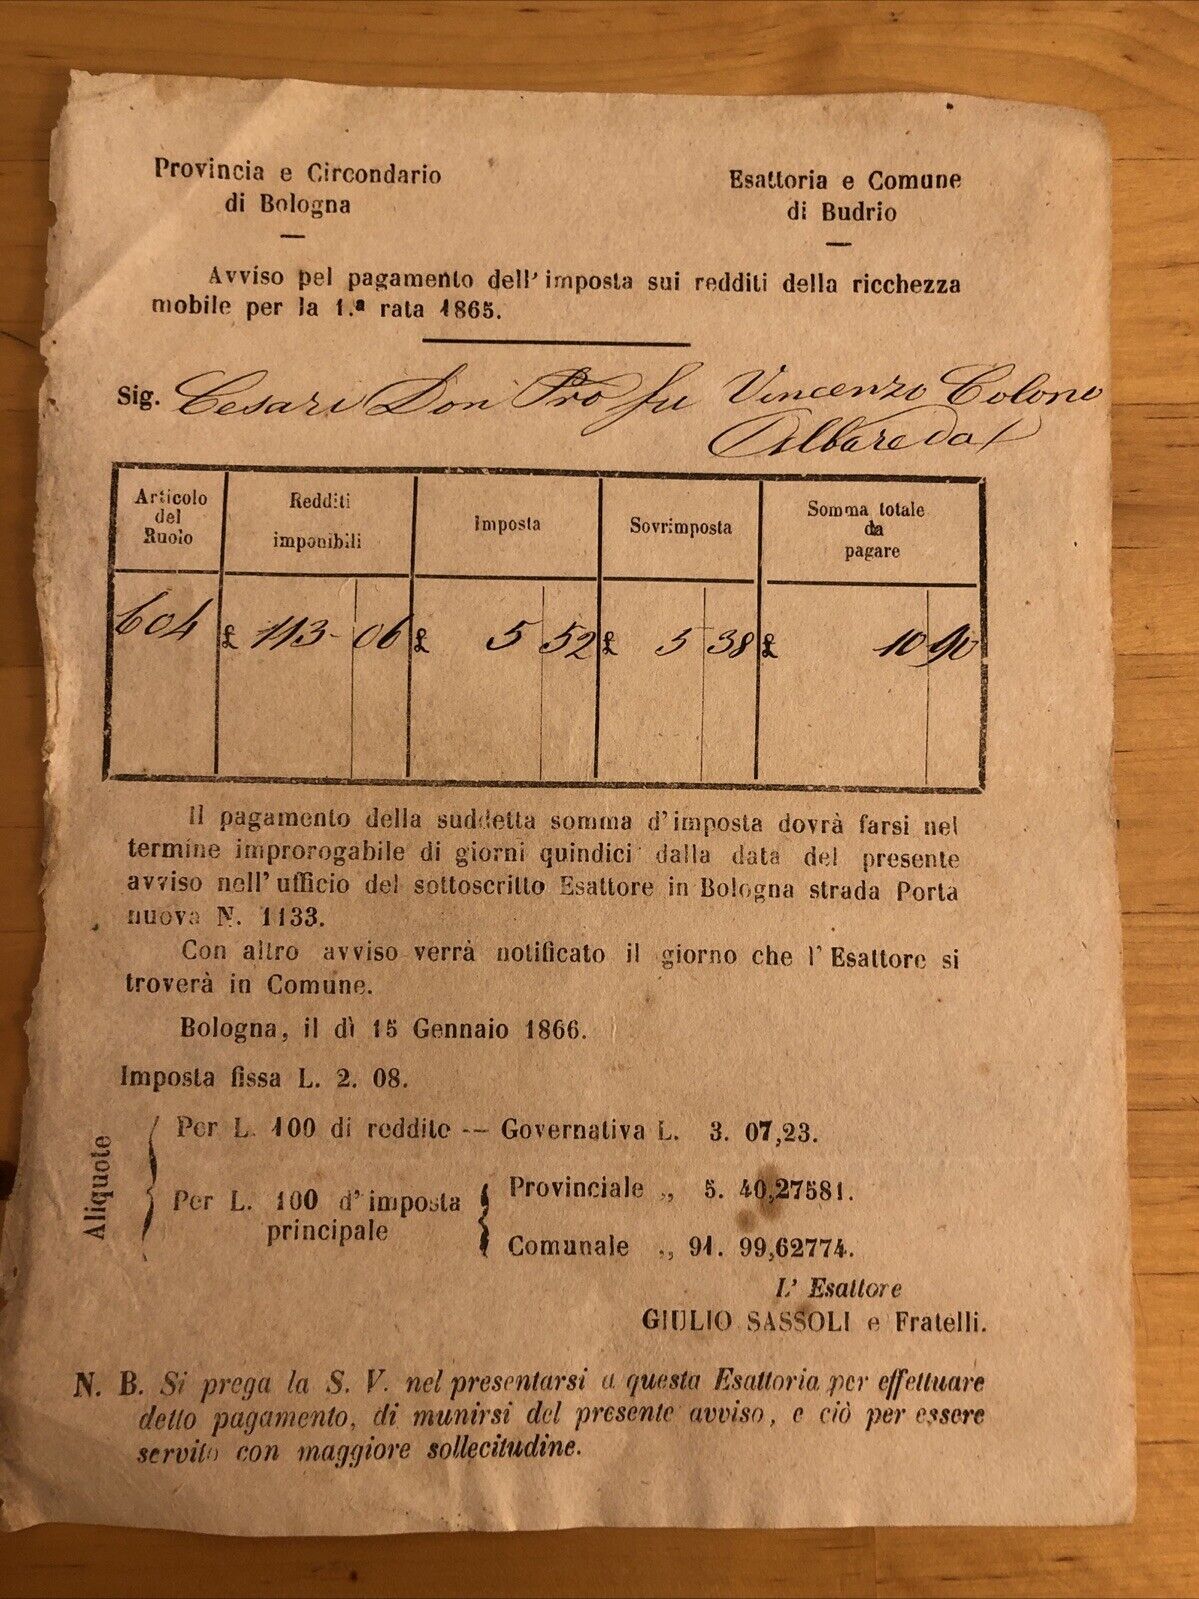 Provincia e Circondario
di Bologna
Esattoria e Comune
di Budrio
Avviso pel pagamento dell'imposta sui redditi della ricchezza
mobile per la 1.ª rata 1865.
Sig. Cesari Don Pro fu Vincenzo Colono
Albareda
Articolo del Ruolo
Redditi imponibili
Imposta
Sovrimposta
Somma totale da pagare
604 £ 113 - 06 £ 5 52 £ 5 38 £ 10 90
Il pagamento della suddetta somma d'imposta dovrà farsi nel
termine improrogabile di giorni quindici dalla data del presente
avviso nell'ufficio del sottoscritto Esattore in Bologna strada Porta
nuova N. 1133.
Con altro avviso verrà notificato il giorno che l'Esattore si
troverà in Comune.
Bologna, il dì 15 Gennaio 1866.
Imposta fissa L. 2. 08.
Aliquote
Per L. 100 di reddito -- Governativa L. 3. 07,23.
Per L. 100 d'imposta principale
Provinciale ,, 5. 40,27581.
Comunale ,, 91. 99,62774.
L' Esattore
GIULIO SASSOLI e Fratelli.
N. B. Si prega la S. V. nel presentarsi a questa Esattoria per effettuare
detto pagamento, di munirsi del presente avviso, e ciò per essere
servito con maggiore sollecitudine.